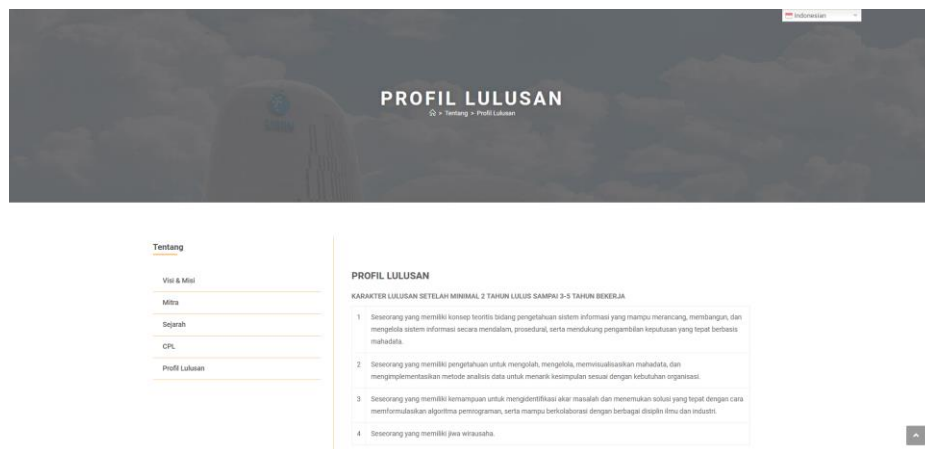 Indonesian
PROFIL LULUSAN
> Tentang > Profil Lulusan
Tentang
Visi & Misi
Mitra
Sejarah
CPL
Profil Lulusan
PROFIL LULUSAN
KARAKTER LULUSAN SETELAH MINIMAL 2 TAHUN LULUS SAMPAI 3-5 TAHUN BEKERJA
1 Seseorang yang memiliki konsep teoritis bidang pengetahuan sistem informasi yang mampu merancang, membangun, dan
mengelola sistem informasi secara mendalam, prosedural, serta mendukung pengambilan keputusan yang tepat berbasis
mahadata.
2 Seseorang yang memiliki pengetahuan untuk mengolah, mengelola, memvisualisasikan mahadata, dan
mengimplementasikan metode analisis data untuk menarik kesimpulan sesuai dengan kebutuhan organisasi.
3 Seseorang yang memiliki kemampuan untuk mengidentifikasi akar masalah dan menemukan solusi yang tepat dengan cara
memformulasikan algoritma pemrograman, serta mampu berkolaborasi dengan berbagai disiplin ilmu dan industri.
4 Seseorang yang memiliki jiwa wirausaha.